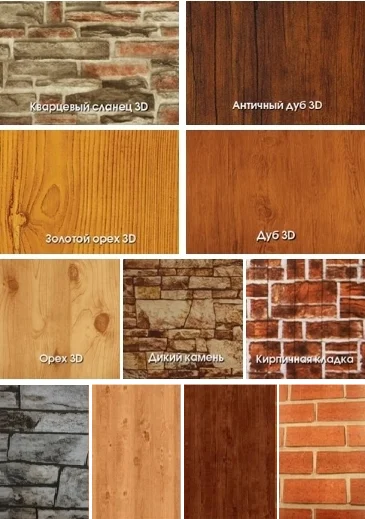 Кварцевый сланец 3D
Античный дуб 3D
Золотой орех 3D
Дуб 3D
Орех 3D
Дикий камень
Кирпичная кладка